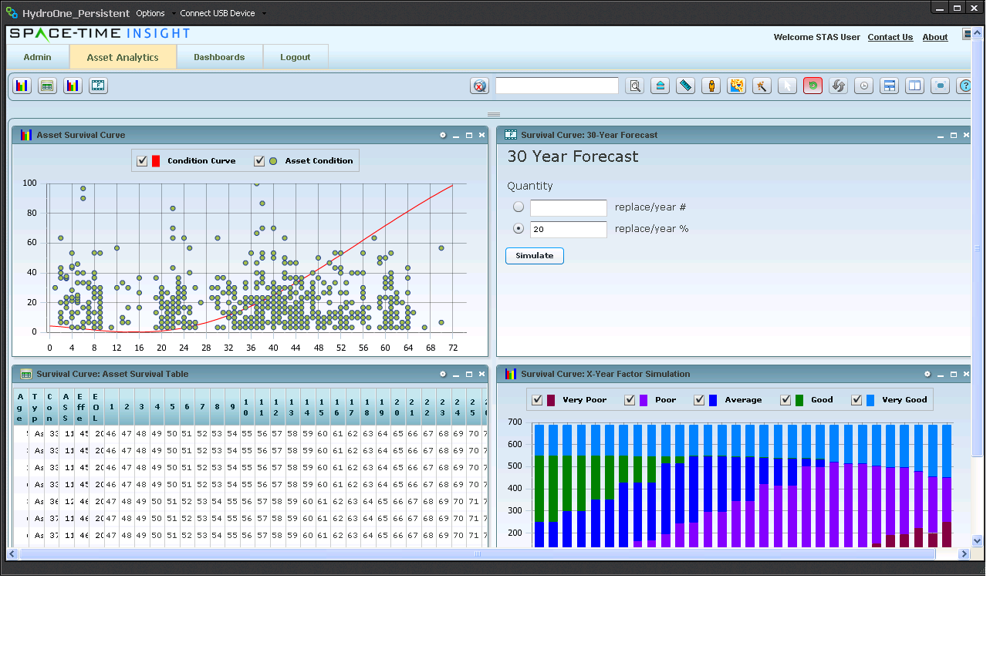 HydroOne_Persistent Options Connect USB Device
SPACE-TIME INSIGHT
Welcome STAS User Contact Us About
Admin Asset Analytics Dashboards Logout
Asset Survival Curve
Condition Curve Asset Condition
100
80
60
40
20
0
0 4 8 12 16 20 24 28 32 36 40 44 48 52 56 60 64 68 72
Survival Curve: 30-Year Forecast
30 Year Forecast
Quantity
replace/year #
20 replace/year %
Simulate
Survival Curve: Asset Survival Table
Age Typ Con ASS Effe EOL 1 2 3 4 5 6 7 8 9 10 11 12 13 14 15 16 17 18 19 20 21 22 23 24 25
As 33 11 45 20 46 47 48 49 50 51 52 53 54 55 56 57 58 59 60 61 62 63 64 65 66 67 68 69 70 7
As 33 11 45 20 46 47 48 49 50 51 52 53 54 55 56 57 58 59 60 61 62 63 64 65 66 67 68 69 70 7
As 33 11 45 20 46 47 48 49 50 51 52 53 54 55 56 57 58 59 60 61 62 63 64 65 66 67 68 69 70 7
As 33 11 45 20 46 47 48 49 50 51 52 53 54 55 56 57 58 59 60 61 62 63 64 65 66 67 68 69 70 7
As 36 12 46 20 47 48 49 50 51 52 53 54 55 56 57 58 59 60 61 62 63 64 65 66 67 68 69 70 71 7
As 37 11 46 20 47 48 49 50 51 52 53 54 55 56 57 58 59 60 61 62 63 64 65 66 67 68 69 70 71 7
As 37 11 46 20 47 48 49 50 51 52 53 54 55 56 57 58 59 60 61 62 63 64 65 66 67 68 69 70 71 7
Survival Curve: X-Year Factor Simulation
Very Poor Poor Average Good Very Good
700
600
500
400
300
200